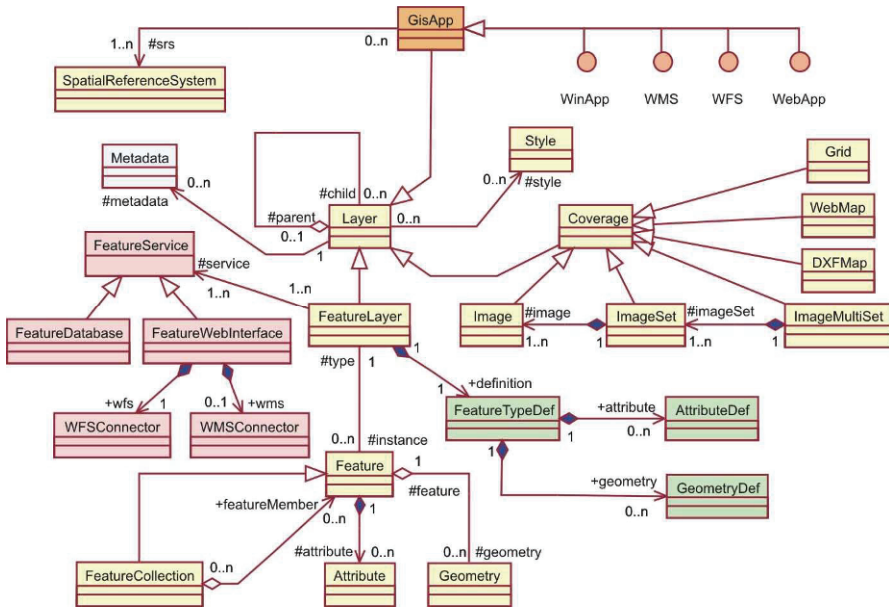 GisApp
1..n
#srs
0..n
SpatialReferenceSystem
WinApp
WMS
WFS
WebApp
Metadata
0..n
#metadata
Style
0..n
#style
Grid
#child
0..n
#parent
Layer
0..n
0..1
1
Coverage
WebMap
DXFMap
FeatureService
#service
1..n
1..n
FeatureDatabase
FeatureWebInterface
FeatureLayer
#type
1
1
Image
#image
1..n
1
ImageSet
#imageSet
1..n
1
ImageMultiSet
+wfs
1
0..1
+wms
WFSConnector
WMSConnector
+definition
1
FeatureTypeDef
1
1
+attribute
0..n
AttributeDef
+geometry
0..n
GeometryDef
0..n
#instance
Feature
1
#feature
+featureMember
0..n
1
#attribute
0..n
0..n
#geometry
FeatureCollection
0..n
Attribute
Geometry